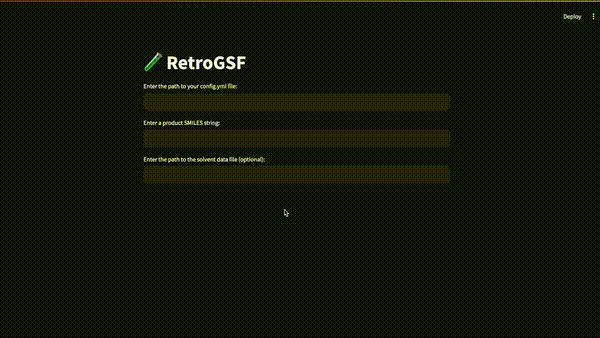 Deploy
RetroGSF
Enter the path to your config.yml file:
Enter a product SMILES string:
Enter the path to the solvent data file (optional):